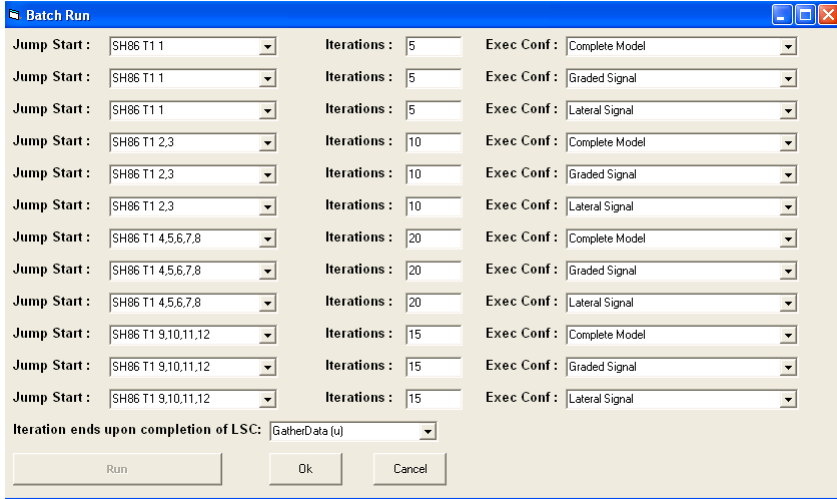 Batch Run
Jump Start : SH86 T1 1 Iterations : 5 Exec Conf : Complete Model
Jump Start : SH86 T1 1 Iterations : 5 Exec Conf : Graded Signal
Jump Start : SH86 T1 1 Iterations : 5 Exec Conf : Lateral Signal
Jump Start : SH86 T1 2,3 Iterations : 10 Exec Conf : Complete Model
Jump Start : SH86 T1 2,3 Iterations : 10 Exec Conf : Graded Signal
Jump Start : SH86 T1 2,3 Iterations : 10 Exec Conf : Lateral Signal
Jump Start : SH86 T1 4,5,6,7,8 Iterations : 20 Exec Conf : Complete Model
Jump Start : SH86 T1 4,5,6,7,8 Iterations : 20 Exec Conf : Graded Signal
Jump Start : SH86 T1 4,5,6,7,8 Iterations : 20 Exec Conf : Lateral Signal
Jump Start : SH86 T1 9,10,11,12 Iterations : 15 Exec Conf : Complete Model
Jump Start : SH86 T1 9,10,11,12 Iterations : 15 Exec Conf : Graded Signal
Jump Start : SH86 T1 9,10,11,12 Iterations : 15 Exec Conf : Lateral Signal
Iteration ends upon completion of LSC: GatherData (u)
Run Ok Cancel